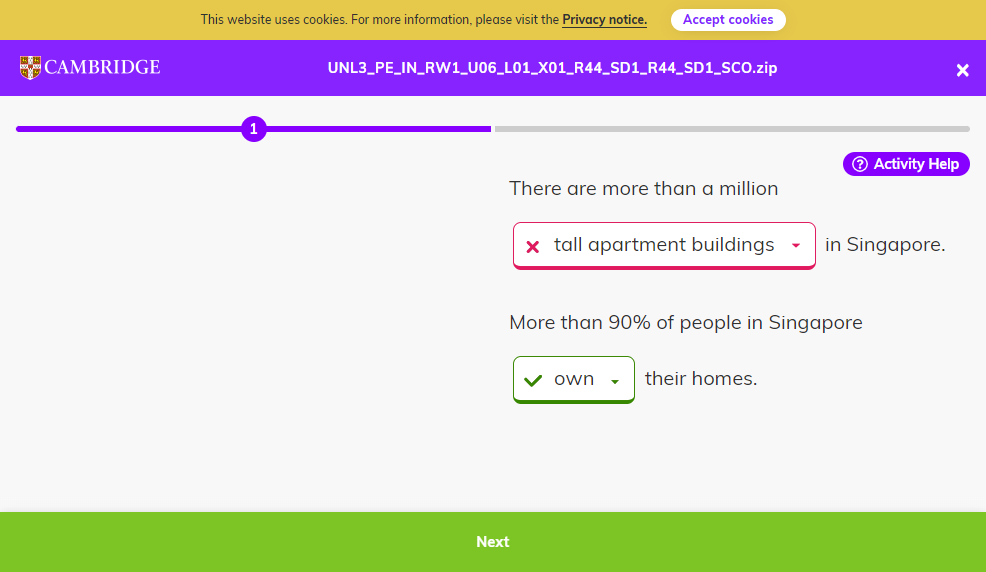 This website uses cookies. For more information, please visit the Privacy notice. Accept cookies
CAMBRIDGE
UNL3_PE_IN_RW1_U06_L01_X01_R44_SD1_R44_SD1_SCO.zip
1
Activity Help
There are more than a million
tall apartment buildings in Singapore.
More than 90% of people in Singapore
own their homes.
Next